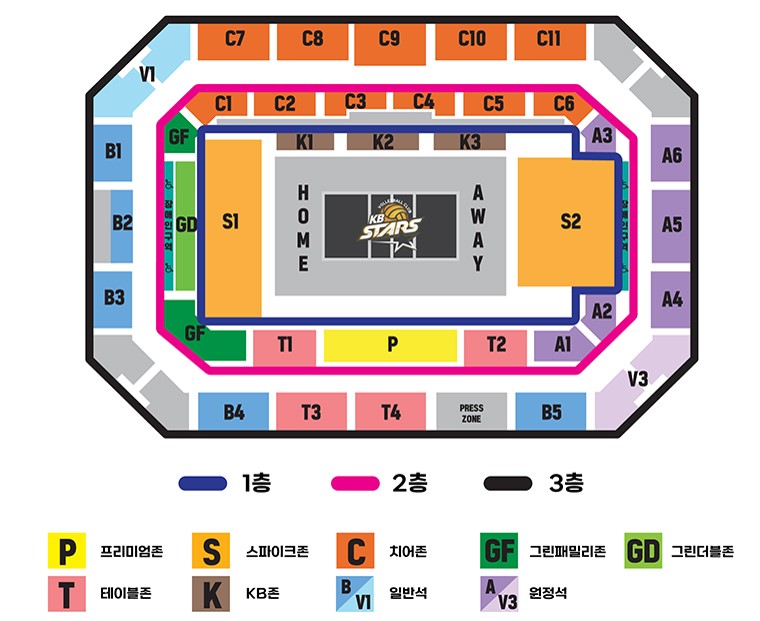 C7 C8 C9 C10 C11
V1
C1 C2 C3 C4 C5 C6
GF A3
K1 K2 K3
B1 A6
HOME AWAY
VOLLEYBALL CLUB
KB
STARS
B2 GD S1 S2 A5
B3 A4
A2
GF T1 P T2 A1
V3
B4 T3 T4 PRESS B5
ZONE
1층 2층 3층
P 프리미엄존 S 스파이크존 C 치어존 GF 그린패밀리존 GD 그린더블존
T 테이블존 K KB존 B V1 일반석 A V3 원정석